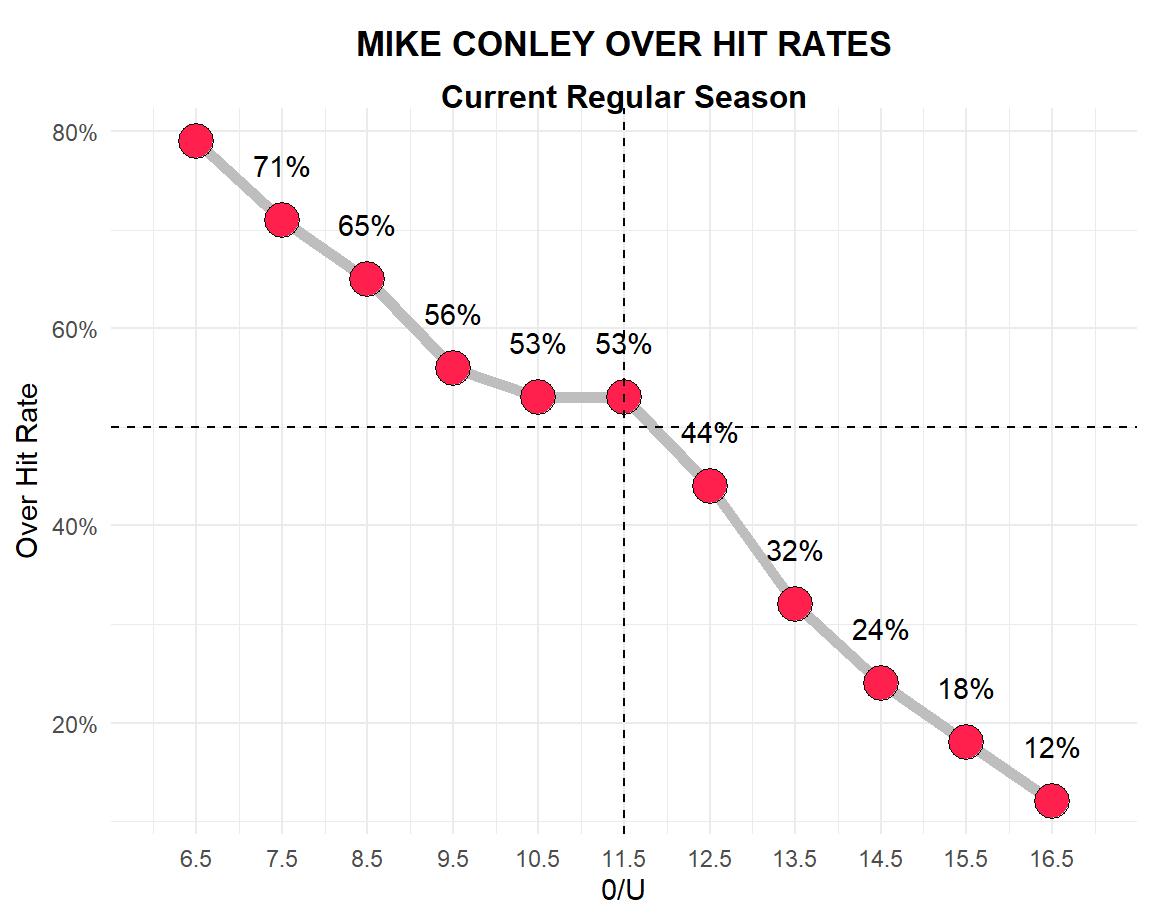 MIKE CONLEY OVER HIT RATES
Current Regular Season
80%
71%
65%
60%
56%
53%
53%
44%
40%
32%
24%
20%
18%
12%
Over Hit Rate
6.5 7.5 8.5 9.5 10.5 11.5 12.5 13.5 14.5 15.5 16.5
0/U